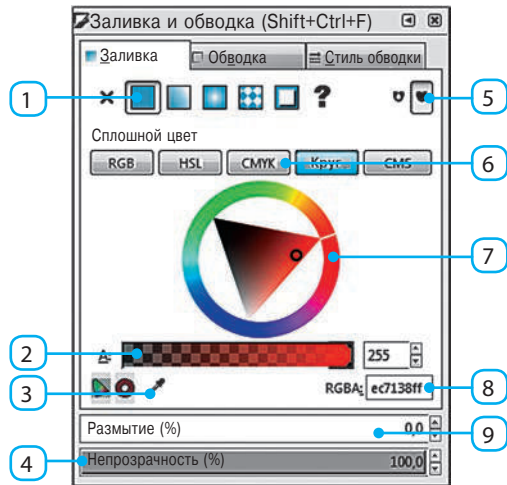 Заливка и обводка (Shift+Ctrl+F)
Заливка Обводка Стиль обводки
1
?
5
Сплошной цвет
RGB HSL CMYK Круг CMS
6
7
2
A:
255
3
RGBA: ec7138ff
8
Размытие (%) 0,0
9
4
Непрозрачность (%) 100,0